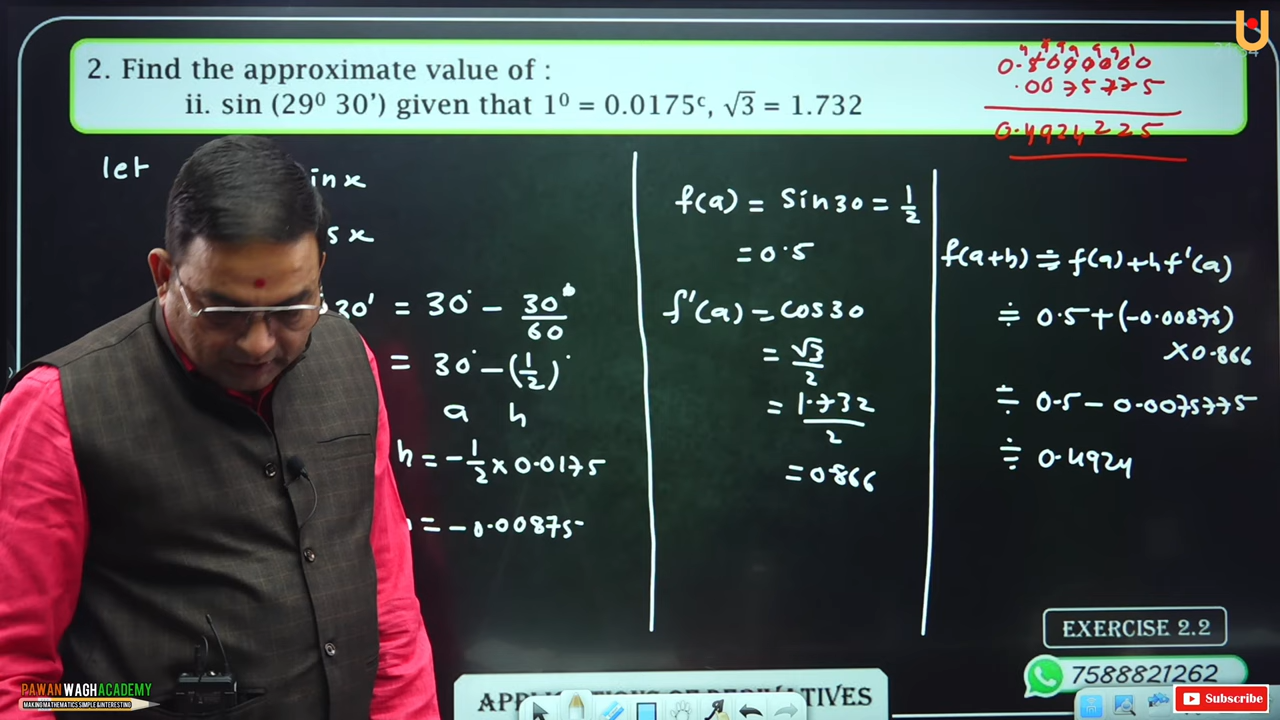 2. Find the approximate value of :
ii. sin (29⁰ 30') given that 1⁰ = 0.0175ᶜ, √3 = 1.732
0.5000000
.0075775
0.4924225
let
inx
sx
30' = 30° - 30°/60
= 30° - (1/2)°
a h
h = -1/2 × 0.0175
= -0.00875
f(a) = Sin30 = 1/2
= 0.5
f'(a) = cos30
= √3/2
= 1.732/2
= 0.866
f(a+h) ≑ f(a)+hf'(a)
≑ 0.5+(-0.00875)
×0.866
≑ 0.5 - 0.0075775
≑ 0.4924
EXERCISE 2.2
7588821262
PAWAN WAGH ACADEMY
MAKING MATHEMATICS SIMPLE & INTERESTING
Subscribe